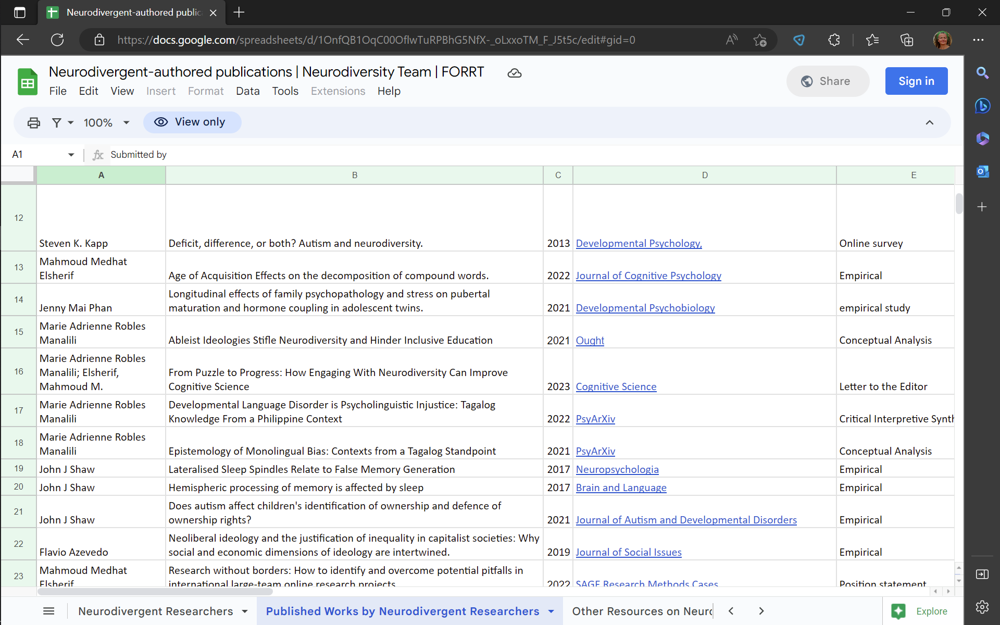 Neurodivergent-authored public
https://docs.google.com/spreadsheets/d/1OnfQB1OqC00OflwTuRPBhG5NfX-_oLxxoTM_F_J5t5c/edit#gid=0
Neurodivergent-authored publications | Neurodiversity Team | FORRT
Share
Sign in
File Edit View Insert Format Data Tools Extensions Help
100% View only
A1 fx Submitted by
A B C D E
12 Steven K. Kapp Deficit, difference, or both? Autism and neurodiversity. 2013 Developmental Psychology, Online survey
13 Mahmoud Medhat
Elsherif Age of Acquisition Effects on the decomposition of compound words. 2022 Journal of Cognitive Psychology Empirical
14 Longitudinal effects of family psychopathology and stress on pubertal
Jenny Mai Phan maturation and hormone coupling in adolescent twins. 2021 Developmental Psychobiology empirical study
15 Marie Adrienne Robles
Manalili Ableist Ideologies Stifle Neurodiversity and Hinder Inclusive Education 2021 Ought Conceptual Analysis
Marie Adrienne Robles
16 Manalili; Elsherif, From Puzzle to Progress: How Engaging With Neurodiversity Can Improve
Mahmoud M. Cognitive Science 2023 Cognitive Science Letter to the Editor
17 Marie Adrienne Robles Developmental Language Disorder is Psycholinguistic Injustice: Tagalog
Manalili Knowledge From a Philippine Context 2022 PsyArXiv Critical Interpretive Synth
18 Marie Adrienne Robles
Manalili Epistemology of Monolingual Bias: Contexts from a Tagalog Standpoint 2021 PsyArXiv Conceptual Analysis
19 John J Shaw Lateralised Sleep Spindles Relate to False Memory Generation 2017 Neuropsychologia Empirical
20 John J Shaw Hemispheric processing of memory is affected by sleep 2017 Brain and Language Empirical
21 Does autism affect children's identification of ownership and defence of
John J Shaw ownership rights? 2021 Journal of Autism and Developmental Disorders Empirical
22 Neoliberal ideology and the justification of inequality in capitalist societies: Why
Flavio Azevedo social and economic dimensions of ideology are intertwined. 2019 Journal of Social Issues Empirical
23 Mahmoud Medhat Research without borders: How to identify and overcome potential pitfalls in
Elsherif international large-team online research projects 2022 SAGE Research Methods Cases Position statement
Neurodivergent Researchers Published Works by Neurodivergent Researchers Other Resources on Neuro Explore